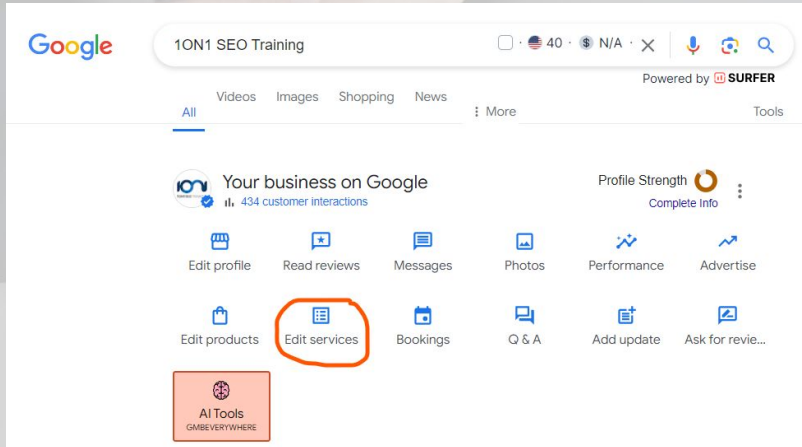 Google
1ON1 SEO Training
40 · $ N/A ·
Powered by SURFER
All Videos Images Shopping News More Tools
1ON1
Your business on Google
434 customer interactions
Profile Strength
Complete Info
Edit profile Read reviews Messages Photos Performance Advertise
Edit products Edit services Bookings Q & A Add update Ask for revie...
AI Tools
GMBEVERYWHERE